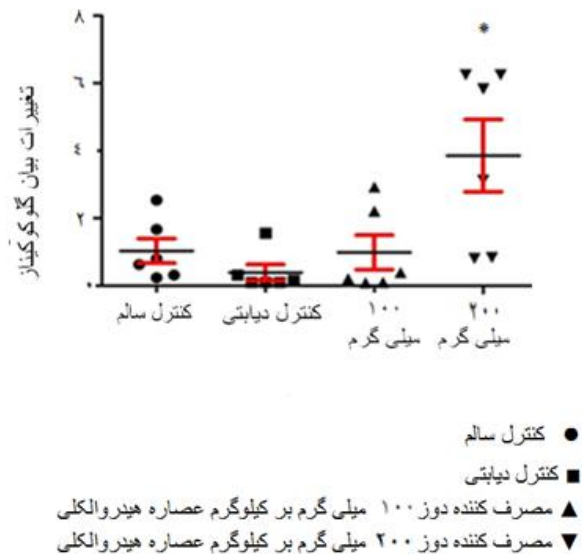 ۸
۶
۴
۲
۰
تغییرات بیان گلوکوکیناز
*
کنترل سالم
کنترل دیابتی
۱۰۰
میلی گرم
۲۰۰
میلی گرم
● کنترل سالم
■ کنترل دیابتی
▲ مصرف کننده دوز ۱۰۰ میلی گرم بر کیلوگرم عصاره هیدروالکلی
▼ مصرف کننده دوز ۲۰۰ میلی گرم بر کیلوگرم عصاره هیدروالکلی